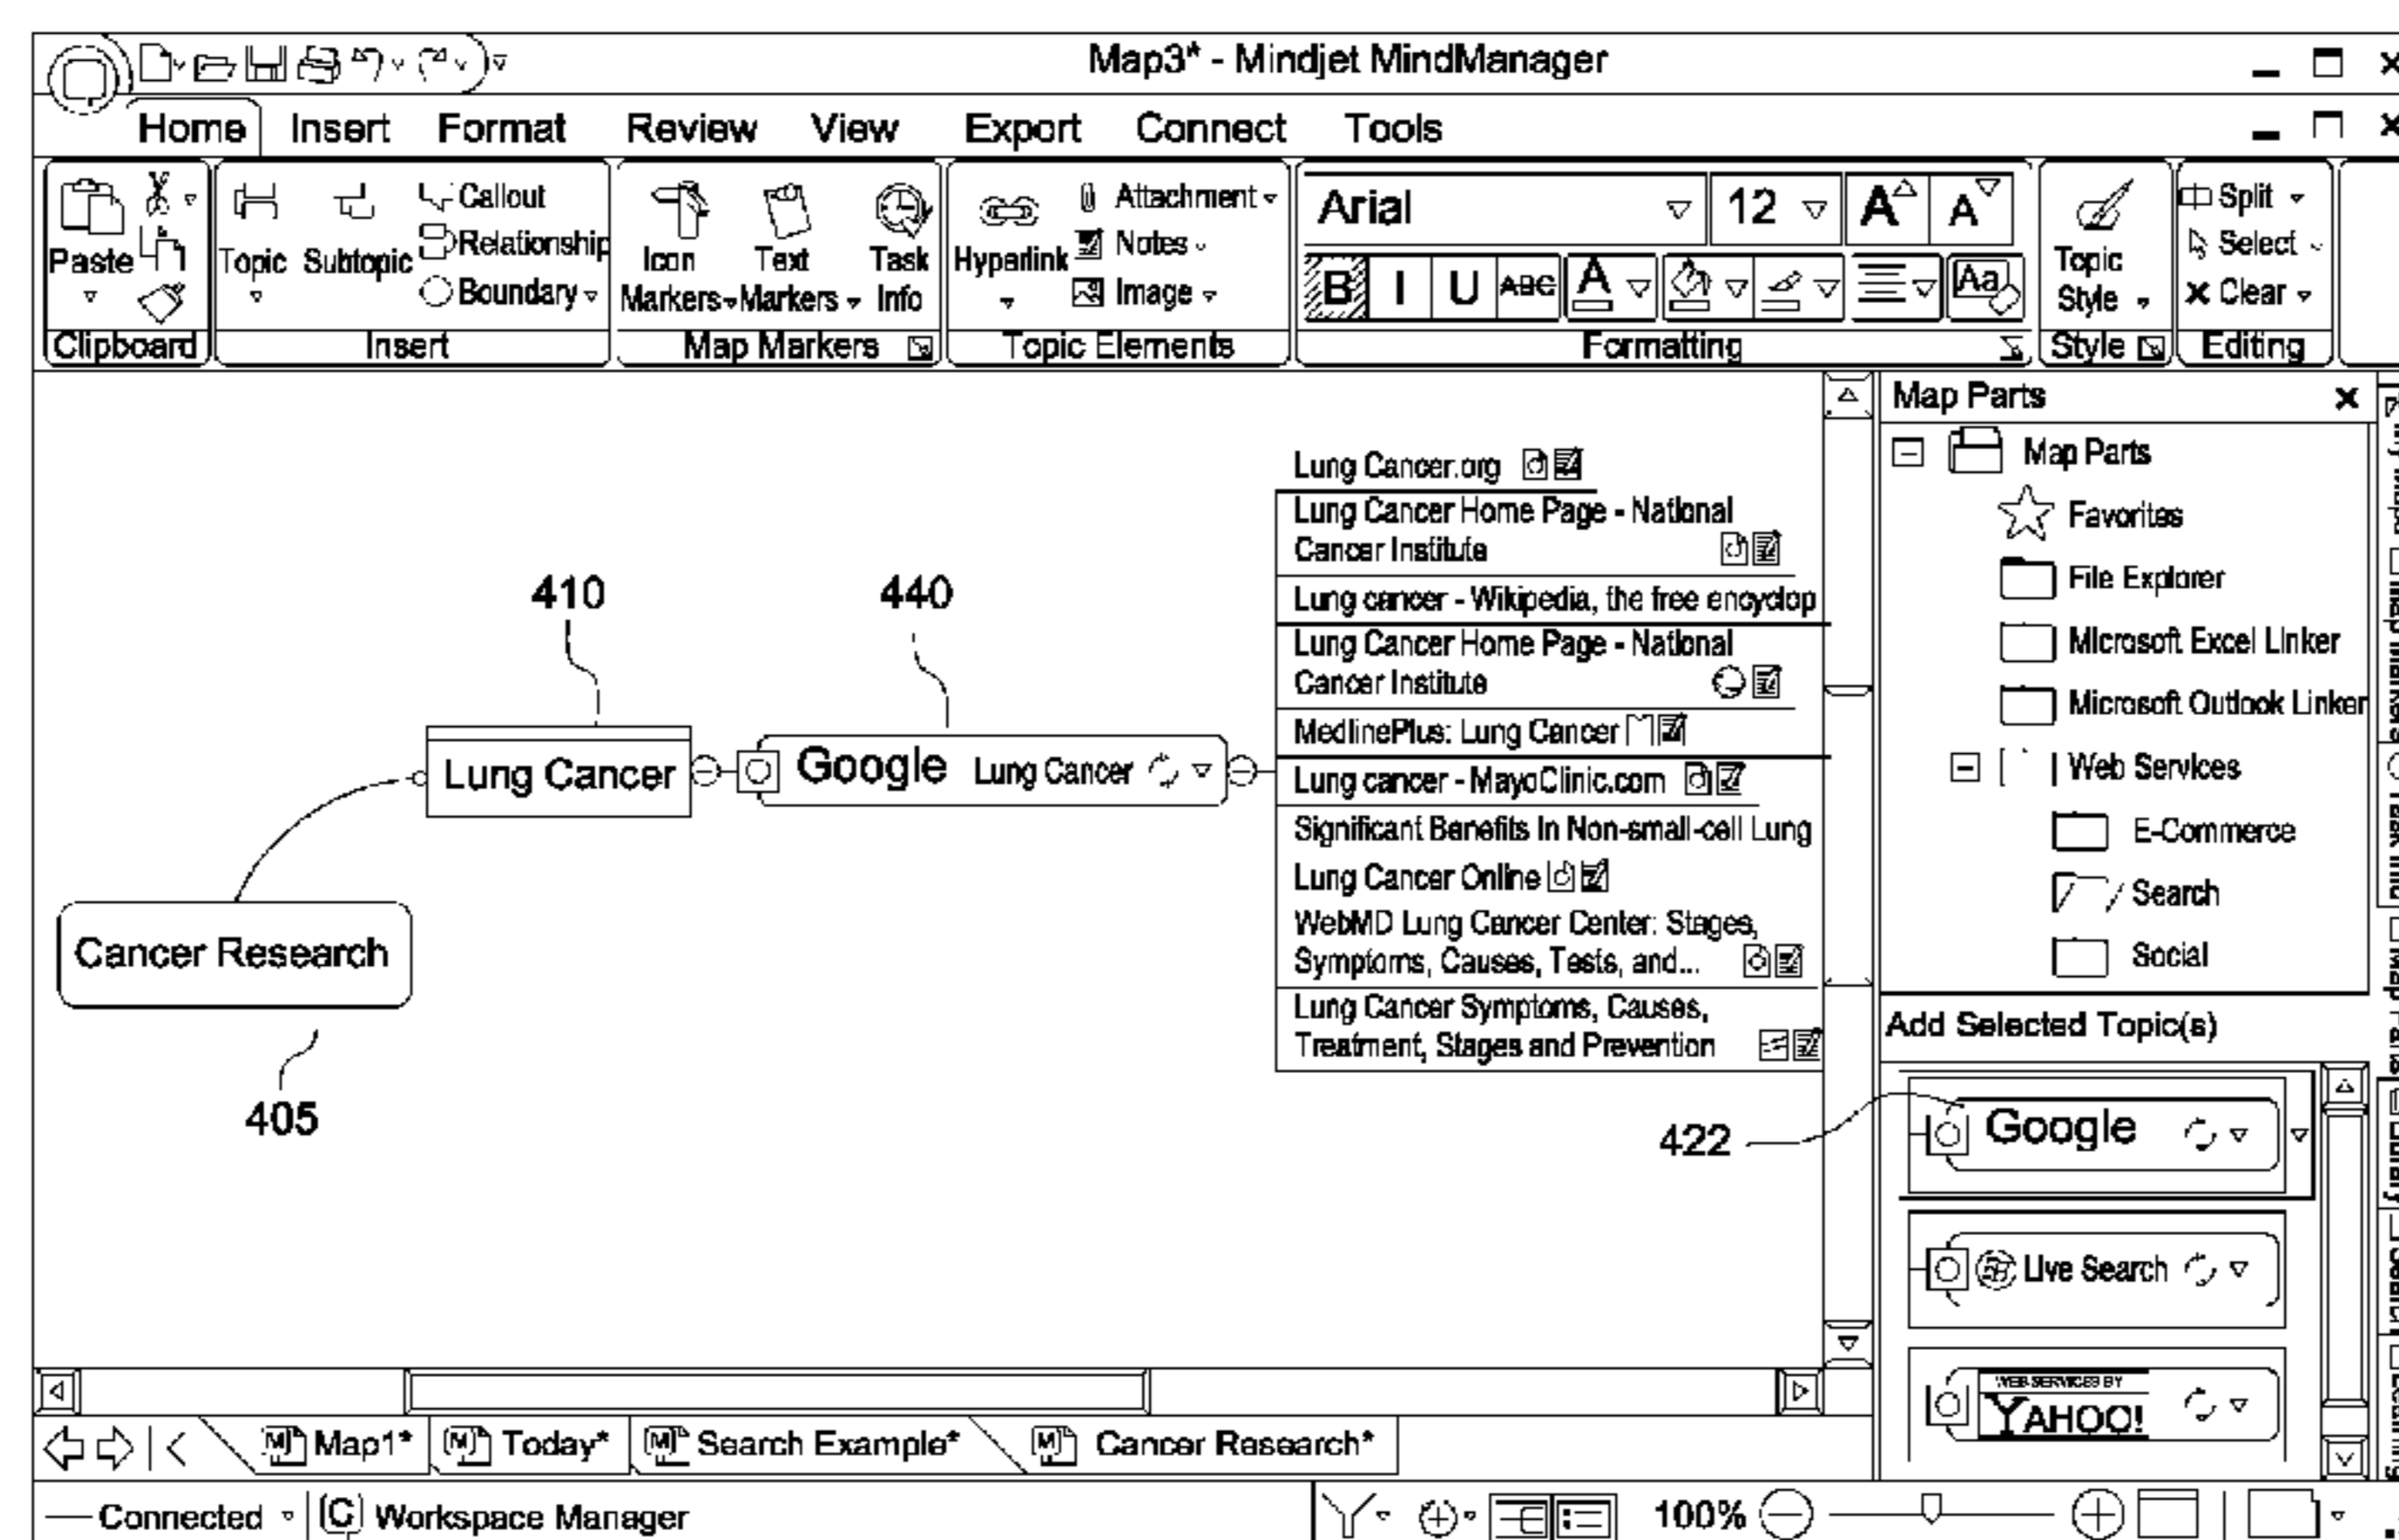 Map3* - Mindjet MindManager
Home Insert Format Review View Export Connect Tools
Paste
Clipboard
Topic Subtopic
Callout
Relationship
Boundary
Insert
Icon Markers
Text Markers
Task Info
Map Markers
Hyperlink
Attachment
Notes
Image
Topic Elements
Arial 12 A A
B I U ABC A Aa
Formatting
Topic
Style
Style
Split
Select
Clear
Editing
Map Parts
Map Parts
Favorites
File Explorer
Microsoft Excel Linker
Microsoft Outlook Linker
Web Services
E-Commerce
Search
Social
Add Selected Topic(s)
Google
Live Search
WEB SERVICES BY
YAHOO!
422
410
440
Lung Cancer
Google Lung Cancer
Cancer Research
405
Lung Cancer.org
Lung Cancer Home Page - National
Cancer Institute
Lung cancer - Wikipedia, the free encyclop
Lung Cancer Home Page - National
Cancer Institute
MedlinePlus: Lung Cancer
Lung cancer - MayoClinic.com
Significant Benefits In Non-small-cell Lung
Lung Cancer Online
WebMD Lung Cancer Center: Stages,
Symptoms, Causes, Tests, and...
Lung Cancer Symptoms, Causes,
Treatment, Stages and Prevention
Map1* Today* Search Example* Cancer Research*
Connected Workspace Manager 100%